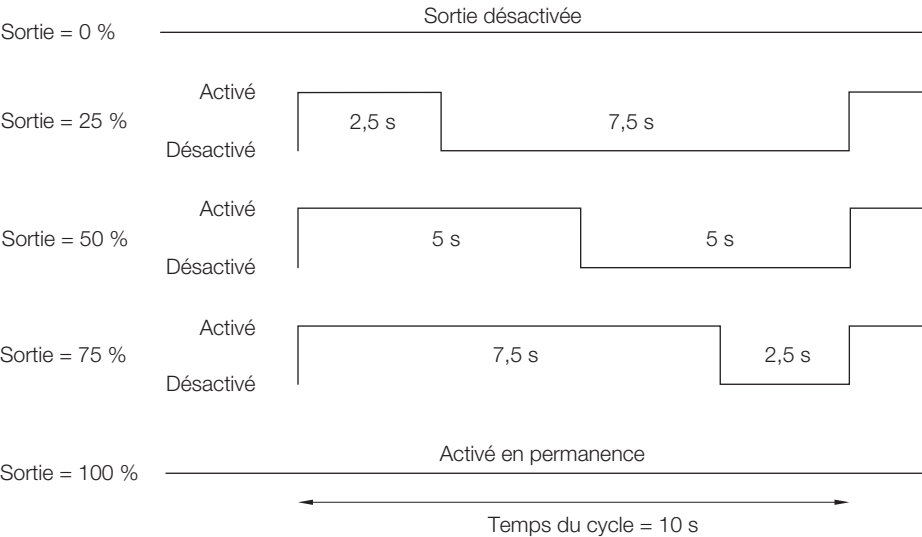 Sortie désactivée
Sortie = 0 %
Activé
Sortie = 25 %
2,5 s
7,5 s
Désactivé
Activé
Sortie = 50 %
5 s
5 s
Désactivé
Activé
Sortie = 75 %
7,5 s
2,5 s
Désactivé
Activé en permanence
Sortie = 100 %
Temps du cycle = 10 s